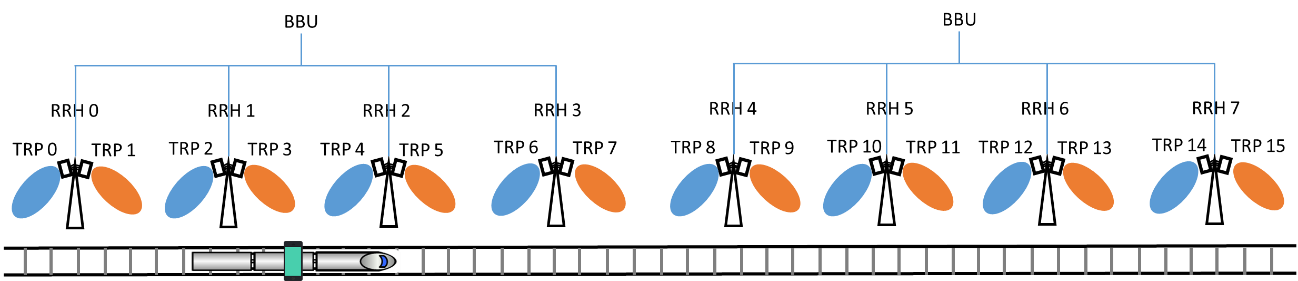 BBU
BBU
RRH 0
RRH 1
RRH 2
RRH 3
RRH 4
RRH 5
RRH 6
RRH 7
TRP 0
TRP 1
TRP 2
TRP 3
TRP 4
TRP 5
TRP 6
TRP 7
TRP 8
TRP 9
TRP 10
TRP 11
TRP 12
TRP 13
TRP 14
TRP 15